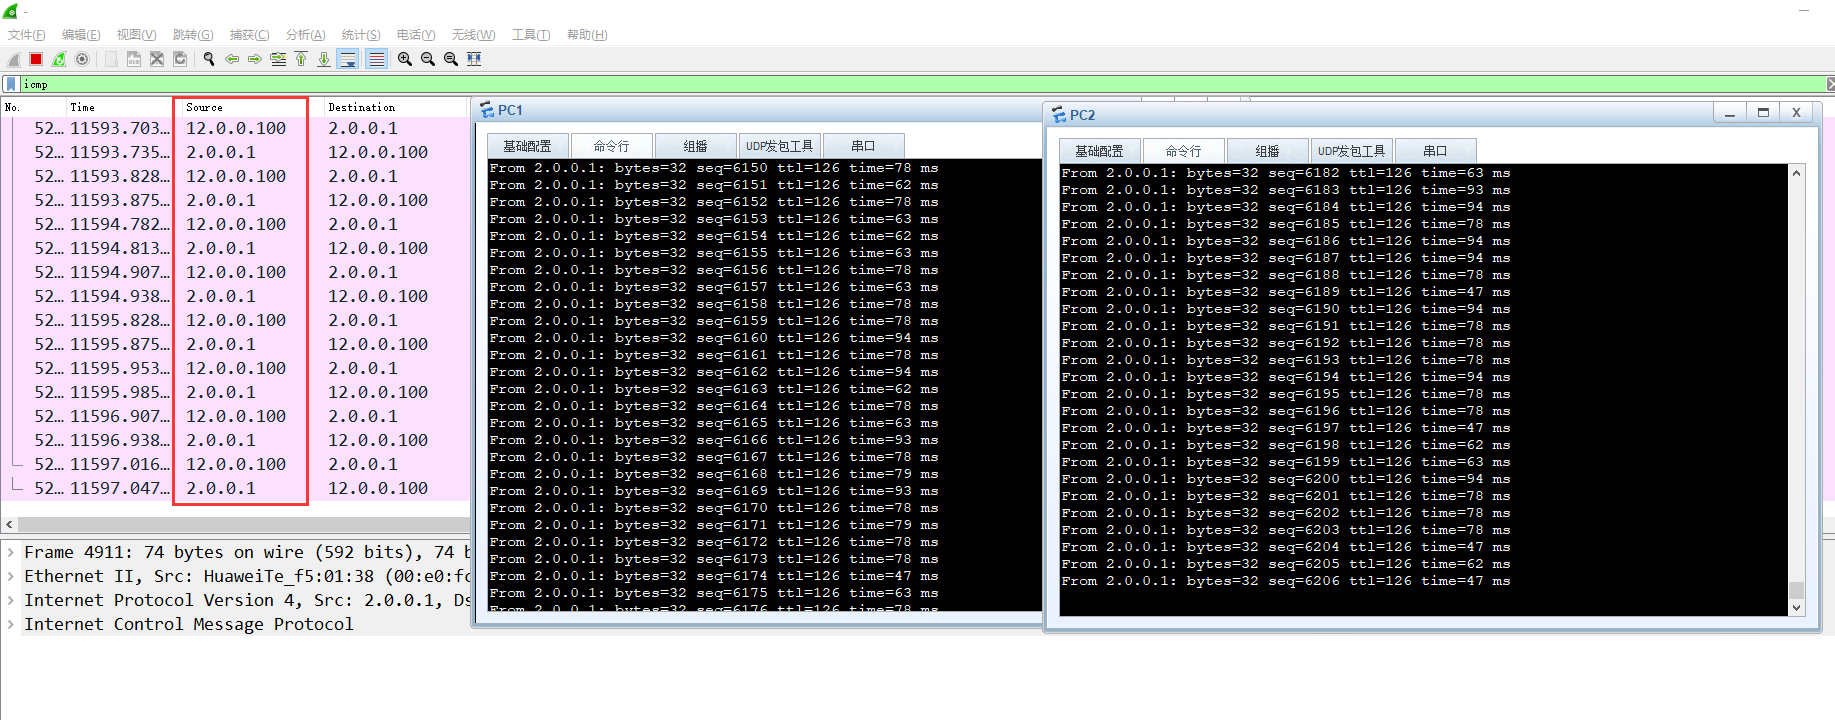 文件(F) 编辑(E) 视图(V) 跳转(G) 捕获(C) 分析(A) 统计(S) 电话(Y) 无线(W) 工具(T) 帮助(H)
icmp
No. Time Source Destination
52… 11593.703… 12.0.0.100 2.0.0.1
52… 11593.735… 2.0.0.1 12.0.0.100
52… 11593.828… 12.0.0.100 2.0.0.1
52… 11593.875… 2.0.0.1 12.0.0.100
52… 11594.782… 12.0.0.100 2.0.0.1
52… 11594.813… 2.0.0.1 12.0.0.100
52… 11594.907… 12.0.0.100 2.0.0.1
52… 11594.938… 2.0.0.1 12.0.0.100
52… 11595.828… 12.0.0.100 2.0.0.1
52… 11595.875… 2.0.0.1 12.0.0.100
52… 11595.953… 12.0.0.100 2.0.0.1
52… 11595.985… 2.0.0.1 12.0.0.100
52… 11596.907… 12.0.0.100 2.0.0.1
52… 11596.938… 2.0.0.1 12.0.0.100
52… 11597.016… 12.0.0.100 2.0.0.1
52… 11597.047… 2.0.0.1 12.0.0.100
Frame 4911: 74 bytes on wire (592 bits), 74 b
Ethernet II, Src: HuaweiTe_f5:01:38 (00:e0:fc
Internet Protocol Version 4, Src: 2.0.0.1, Ds
Internet Control Message Protocol
PC1
基础配置 命令行 组播 UDP发包工具 串口
From 2.0.0.1: bytes=32 seq=6150 ttl=126 time=78 ms
From 2.0.0.1: bytes=32 seq=6151 ttl=126 time=62 ms
From 2.0.0.1: bytes=32 seq=6152 ttl=126 time=78 ms
From 2.0.0.1: bytes=32 seq=6153 ttl=126 time=63 ms
From 2.0.0.1: bytes=32 seq=6154 ttl=126 time=62 ms
From 2.0.0.1: bytes=32 seq=6155 ttl=126 time=63 ms
From 2.0.0.1: bytes=32 seq=6156 ttl=126 time=78 ms
From 2.0.0.1: bytes=32 seq=6157 ttl=126 time=63 ms
From 2.0.0.1: bytes=32 seq=6158 ttl=126 time=78 ms
From 2.0.0.1: bytes=32 seq=6159 ttl=126 time=78 ms
From 2.0.0.1: bytes=32 seq=6160 ttl=126 time=94 ms
From 2.0.0.1: bytes=32 seq=6161 ttl=126 time=78 ms
From 2.0.0.1: bytes=32 seq=6162 ttl=126 time=94 ms
From 2.0.0.1: bytes=32 seq=6163 ttl=126 time=62 ms
From 2.0.0.1: bytes=32 seq=6164 ttl=126 time=78 ms
From 2.0.0.1: bytes=32 seq=6165 ttl=126 time=63 ms
From 2.0.0.1: bytes=32 seq=6166 ttl=126 time=93 ms
From 2.0.0.1: bytes=32 seq=6167 ttl=126 time=78 ms
From 2.0.0.1: bytes=32 seq=6168 ttl=126 time=79 ms
From 2.0.0.1: bytes=32 seq=6169 ttl=126 time=93 ms
From 2.0.0.1: bytes=32 seq=6170 ttl=126 time=78 ms
From 2.0.0.1: bytes=32 seq=6171 ttl=126 time=79 ms
From 2.0.0.1: bytes=32 seq=6172 ttl=126 time=78 ms
From 2.0.0.1: bytes=32 seq=6173 ttl=126 time=78 ms
From 2.0.0.1: bytes=32 seq=6174 ttl=126 time=47 ms
From 2.0.0.1: bytes=32 seq=6175 ttl=126 time=63 ms
From 2.0.0.1: bytes=32 seq=6176 ttl=126 time=78 ms
PC2
基础配置 命令行 组播 UDP发包工具 串口
From 2.0.0.1: bytes=32 seq=6182 ttl=126 time=63 ms
From 2.0.0.1: bytes=32 seq=6183 ttl=126 time=93 ms
From 2.0.0.1: bytes=32 seq=6184 ttl=126 time=94 ms
From 2.0.0.1: bytes=32 seq=6185 ttl=126 time=78 ms
From 2.0.0.1: bytes=32 seq=6186 ttl=126 time=94 ms
From 2.0.0.1: bytes=32 seq=6187 ttl=126 time=94 ms
From 2.0.0.1: bytes=32 seq=6188 ttl=126 time=78 ms
From 2.0.0.1: bytes=32 seq=6189 ttl=126 time=47 ms
From 2.0.0.1: bytes=32 seq=6190 ttl=126 time=94 ms
From 2.0.0.1: bytes=32 seq=6191 ttl=126 time=78 ms
From 2.0.0.1: bytes=32 seq=6192 ttl=126 time=78 ms
From 2.0.0.1: bytes=32 seq=6193 ttl=126 time=78 ms
From 2.0.0.1: bytes=32 seq=6194 ttl=126 time=94 ms
From 2.0.0.1: bytes=32 seq=6195 ttl=126 time=78 ms
From 2.0.0.1: bytes=32 seq=6196 ttl=126 time=78 ms
From 2.0.0.1: bytes=32 seq=6197 ttl=126 time=47 ms
From 2.0.0.1: bytes=32 seq=6198 ttl=126 time=62 ms
From 2.0.0.1: bytes=32 seq=6199 ttl=126 time=63 ms
From 2.0.0.1: bytes=32 seq=6200 ttl=126 time=94 ms
From 2.0.0.1: bytes=32 seq=6201 ttl=126 time=78 ms
From 2.0.0.1: bytes=32 seq=6202 ttl=126 time=78 ms
From 2.0.0.1: bytes=32 seq=6203 ttl=126 time=78 ms
From 2.0.0.1: bytes=32 seq=6204 ttl=126 time=47 ms
From 2.0.0.1: bytes=32 seq=6205 ttl=126 time=62 ms
From 2.0.0.1: bytes=32 seq=6206 ttl=126 time=47 ms